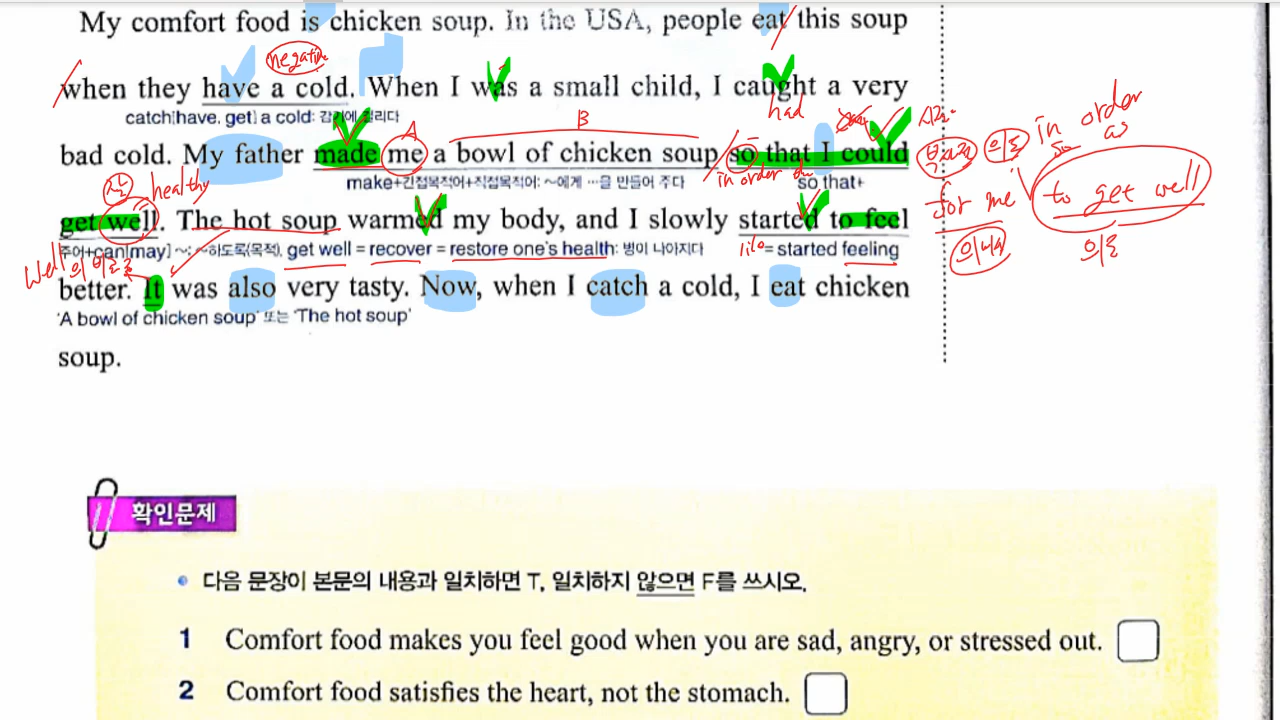 My comfort food is chicken soup. In the USA, people eat this soup
negative
when they have a cold. When I was a small child, I caught a very
catch[have, get] a cold: 감기에 걸리다
had
in order
as
A
B
bad cold. My father made me a bowl of chicken soup so that I could
make+간접목적어+직접목적어: ~에게 …을 만들어 주다
in order
so that+
so
for me
to get well
healthy
get well. The hot soup warmed my body, and I slowly started to feel
주어+can[may] ~: ~하도록(목적), get well = recover = restore one's health: 병이 나아지다
= started feeling
well
better. It was also very tasty. Now, when I catch a cold, I eat chicken
'A bowl of chicken soup' 또는 'The hot soup'
soup.
확인문제
다음 문장이 본문의 내용과 일치하면 T, 일치하지 않으면 F를 쓰시오.
1 Comfort food makes you feel good when you are sad, angry, or stressed out.
2 Comfort food satisfies the heart, not the stomach.